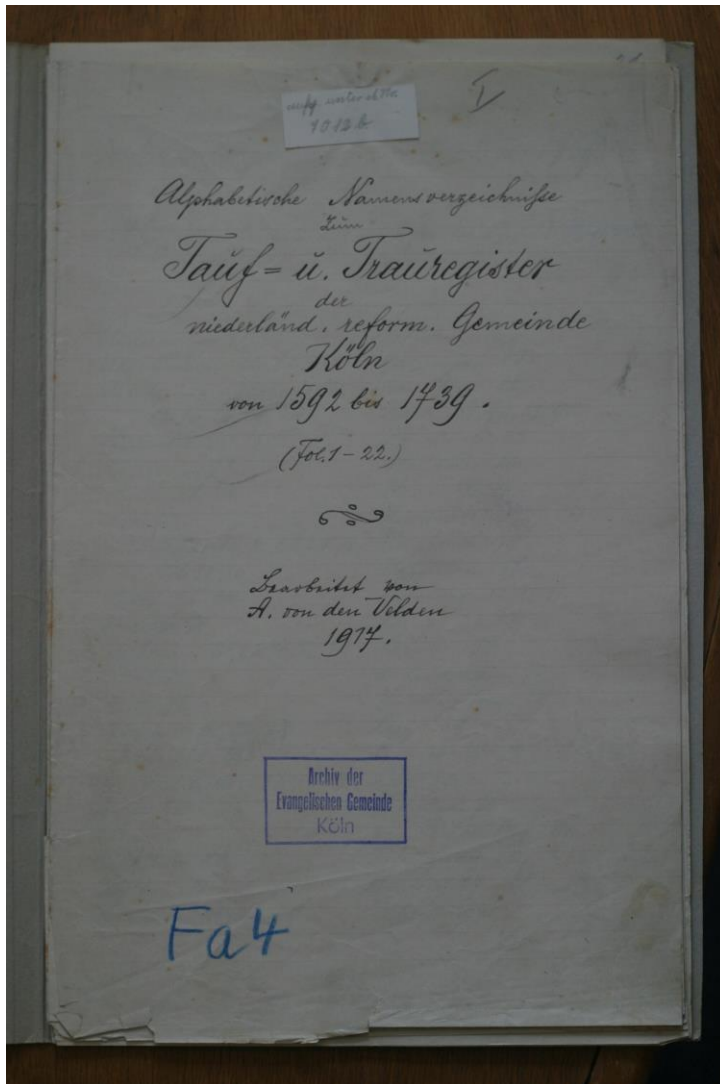 1013 b
I
Alphabetische Namensverzeichnisse
zum
Tauf= u. Trauregister
der
niederländ. reform. Gemeinde
Köln
von 1592 bis 1739.
(Fol. 1 - 22.)
Bearbeitet von
A. von den Velden
1917.
Archiv der
Evangelischen Gemeinde
Köln
Fa4